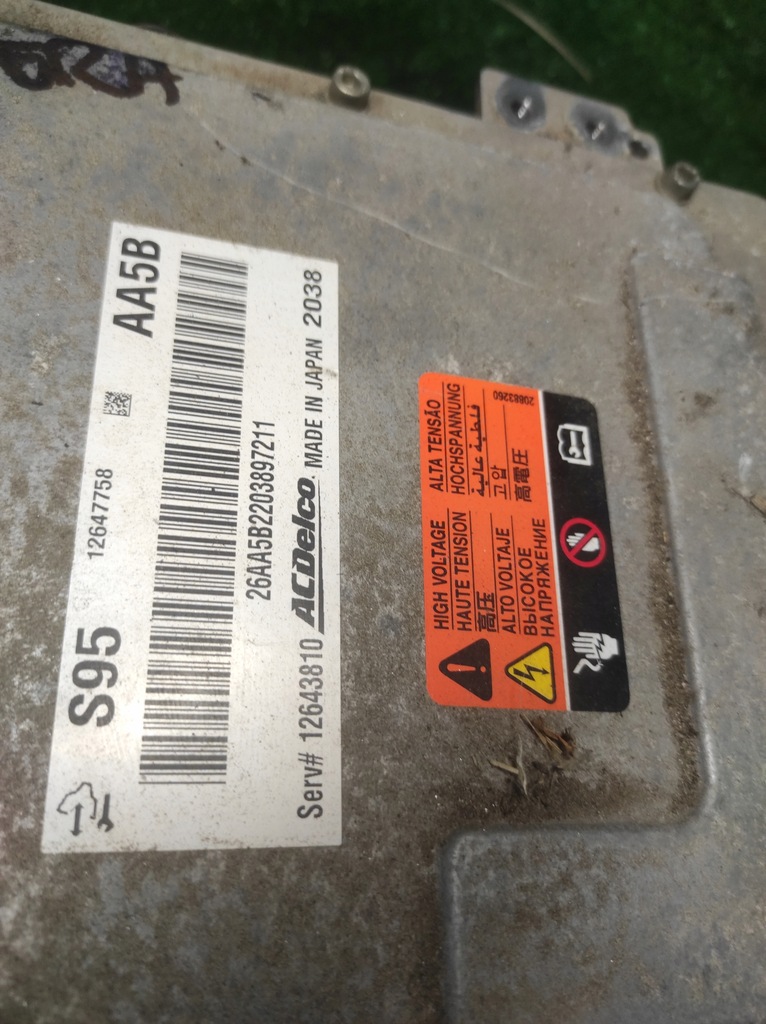 S95 12647758 AA5B
26AA5B2203897211
Serv# 12643810 ACDelco. MADE IN JAPAN 2038
HIGH VOLTAGE
HAUTE TENSION
高压
ALTO VOLTAJE
ВЫСОКОЕ
НАПРЯЖЕНИЕ
ALTA TENSÃO
HOCHSPANNUNG
فلطية عالية
고압
高電圧
20883260